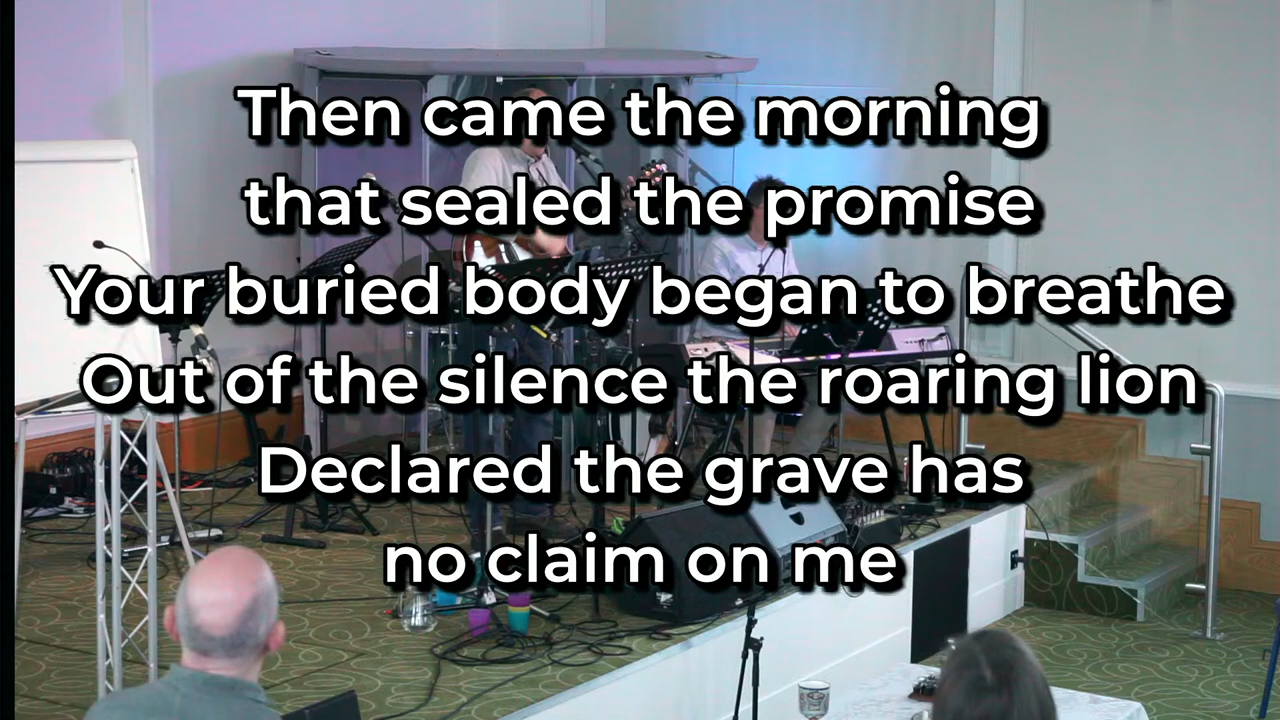 Then came the morning
that sealed the promise
Your buried body began to breathe
Out of the silence the roaring lion
Declared the grave has
no claim on me